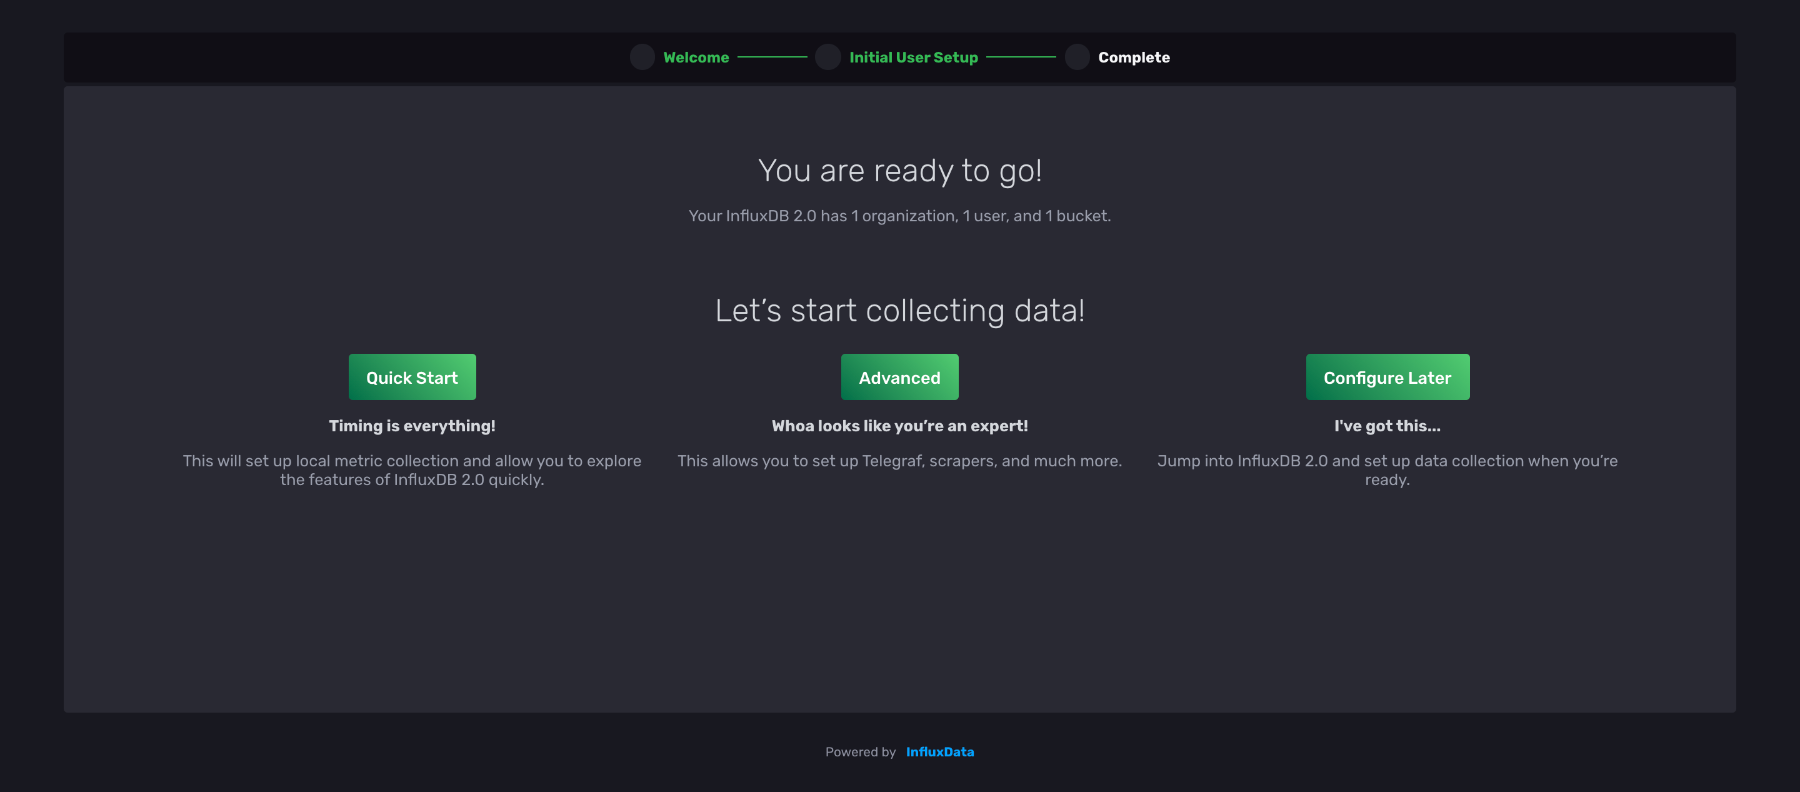 Welcome
Initial User Setup
Complete
You are ready to go!
Your InfluxDB 2.0 has 1 organization, 1 user, and 1 bucket.
Let’s start collecting data!
Quick Start
Timing is everything!
This will set up local metric collection and allow you to explore
the features of InfluxDB 2.0 quickly.
Advanced
Whoa looks like you’re an expert!
This allows you to set up Telegraf, scrapers, and much more.
Configure Later
I've got this...
Jump into InfluxDB 2.0 and set up data collection when you’re
ready.
Powered by InfluxData